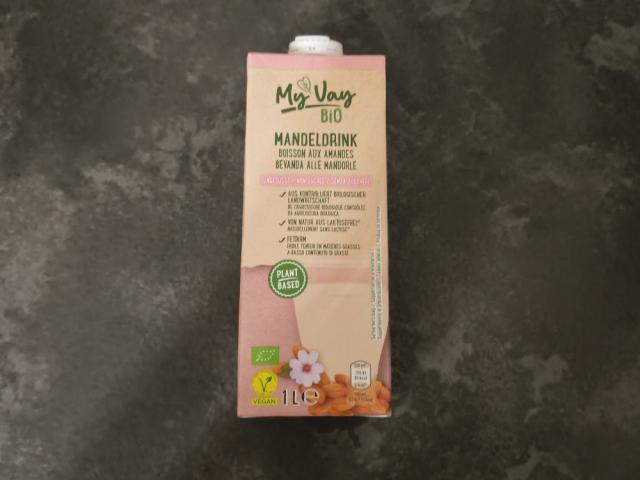 My Vay
BiO
MANDELDRINK
BOISSON AUX AMANDES
BEVANDA ALLE MANDORLE
AUS KONTROLLIERT BIOLOGISCHER
LANDWIRTSCHAFT
DE L'AGRICULTURE BIOLOGIQUE CONTRÔLÉE
DA AGRICOLTURA BIOLOGICA
VON NATUR AUS LAKTOSEFREI
NATURELLEMENT SANS LACTOSE
FETTARM
FAIBLE TENEUR EN MATIÈRES GRASSES
A BASSO CONTENUTO DI GRASSI
PLANT
BASED
VEGAN
1L℮